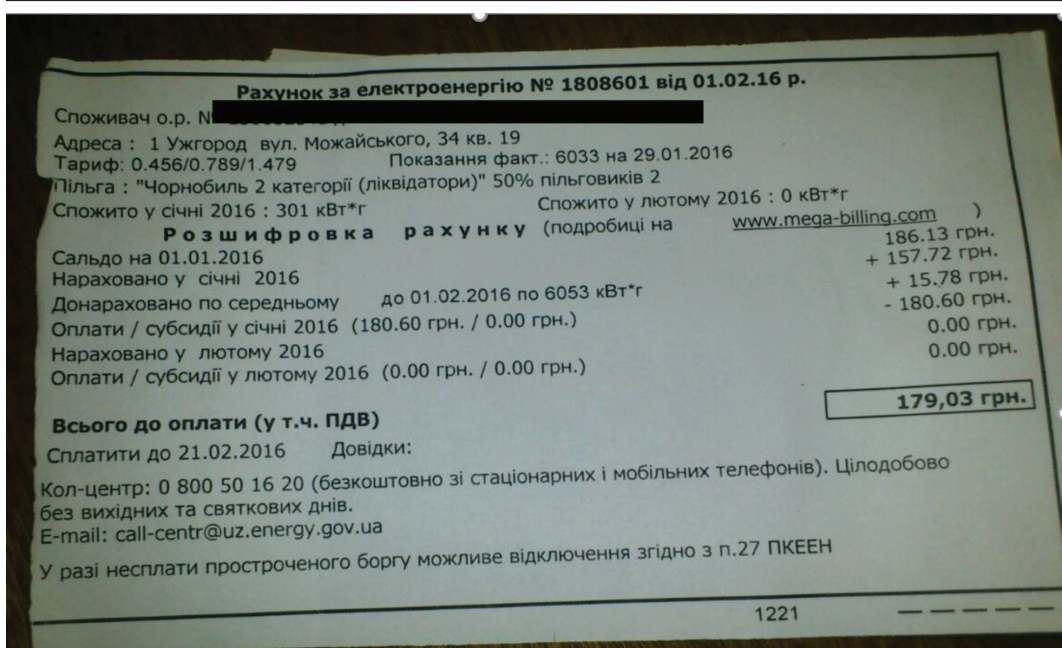 Рахунок за електроенергію № 1808601 від 01.02.16 р.
Споживач о.р. №
Адреса : 1 Ужгород вул. Можайського, 34 кв. 19
Тариф: 0.456/0.789/1.479 Показання факт.: 6033 на 29.01.2016
Пільга : "Чорнобиль 2 категорії (ліквідатори)" 50% пільговиків 2
Спожито у січні 2016 : 301 кВт*г Спожито у лютому 2016 : 0 кВт*г
Розшифровка рахунку (подробиці на www.mega-billing.com )
Сальдо на 01.01.2016 186.13 грн.
Нараховано у січні 2016 + 157.72 грн.
Донараховано по середньому до 01.02.2016 по 6053 кВт*г + 15.78 грн.
Оплати / субсидії у січні 2016 (180.60 грн. / 0.00 грн.) - 180.60 грн.
Нараховано у лютому 2016 0.00 грн.
Оплати / субсидії у лютому 2016 (0.00 грн. / 0.00 грн.) 0.00 грн.
Всього до оплати (у т.ч. ПДВ) 179,03 грн.
Сплатити до 21.02.2016 Довідки:
Кол-центр: 0 800 50 16 20 (безкоштовно зі стаціонарних і мобільних телефонів). Цілодобово
без вихідних та святкових днів.
E-mail: call-centr@uz.energy.gov.ua
У разі несплати простроченого боргу можливе відключення згідно з п.27 ПКЕЕН
1221